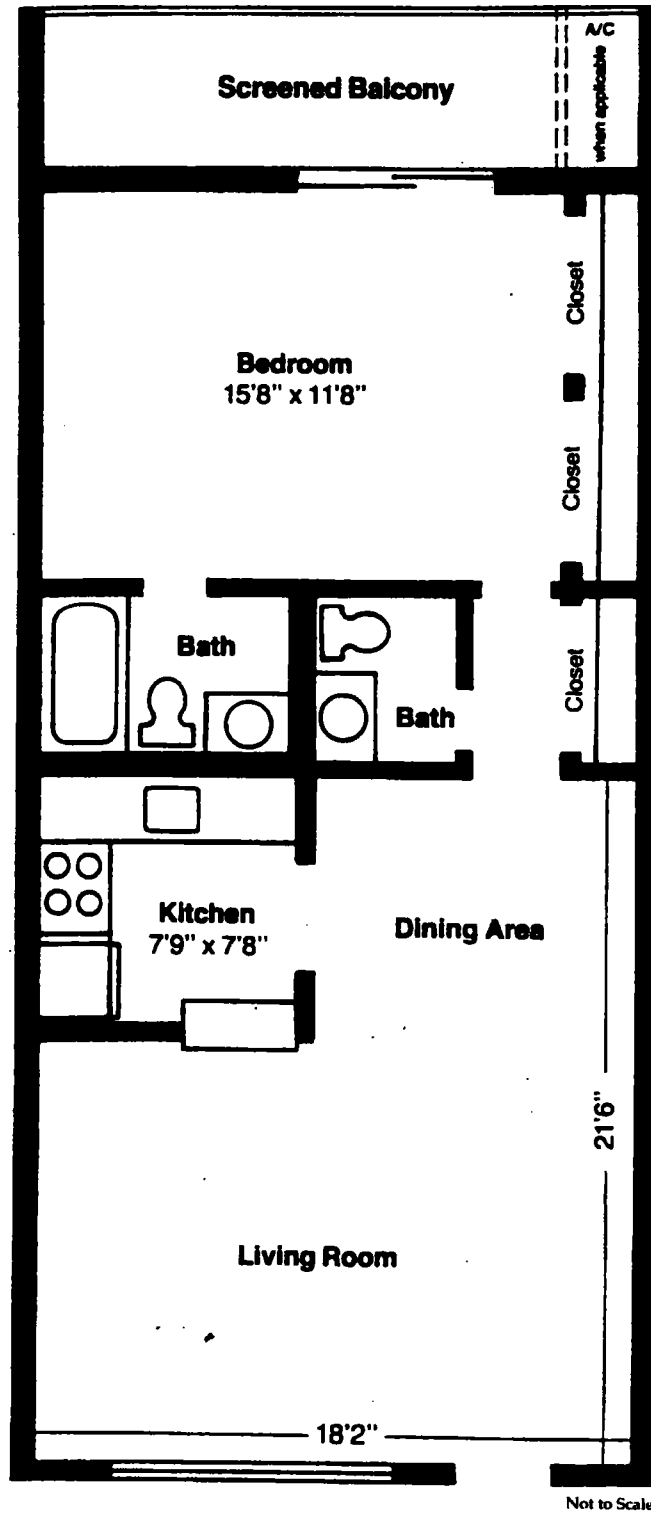 A/C
when applicable
Screened Balcony
Closet
Bedroom
15'8" x 11'8"
Closet
Bath
Closet
Bath
Kitchen
7'9" x 7'8"
Dining Area
21'6"
Living Room
18'2"
Not to Scale